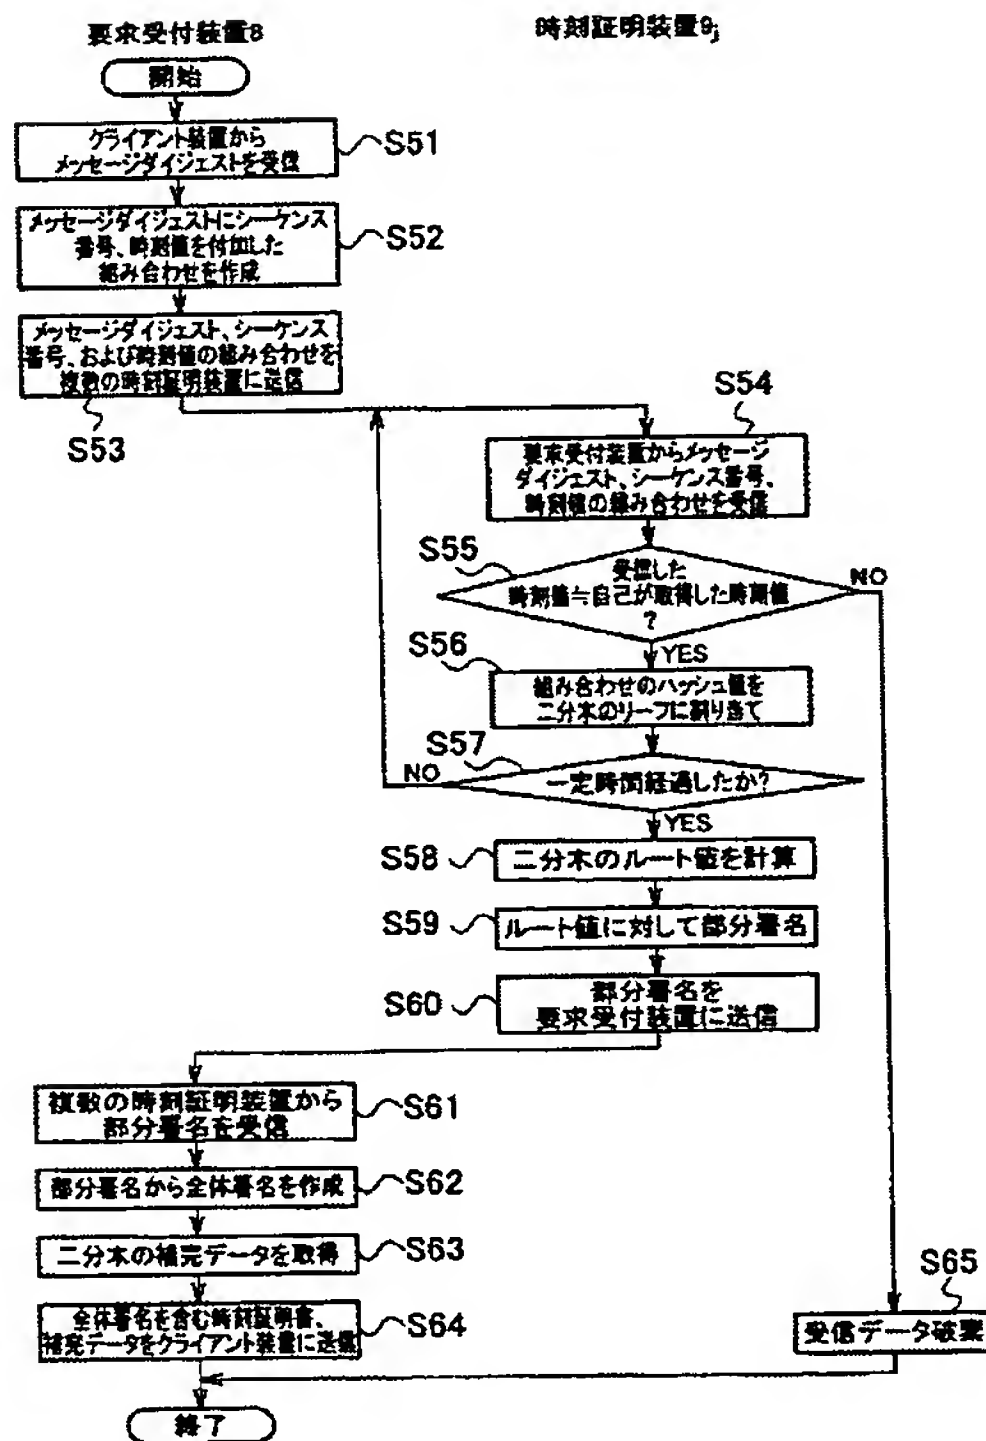 要求受付装置8
時刻証明装置9j
開始
クライアント装置から
メッセージダイジェストを受信
S51
メッセージダイジェストにシーケンス
番号、時刻値を付加した
組み合わせを作成
S52
メッセージダイジェスト、シーケンス
番号、および時刻値の組み合わせを
複数の時刻証明装置に送信
S53
S54
要求受付装置からメッセージ
ダイジェスト、シーケンス番号、
時刻値の組み合わせを受信
S55
受信した
時刻値≒自己が取得した時刻値
?
NO
YES
S56
組み合わせのハッシュ値を
二分木のリーフに割り当て
S57
NO
一定時間経過したか?
YES
S58
二分木のルート値を計算
S59
ルート値に対して部分署名
S60
部分署名を
要求受付装置に送信
複数の時刻証明装置から
部分署名を受信
S61
部分署名から全体署名を作成
S62
二分木の補完データを取得
S63
全体署名を含む時刻証明書、
補完データをクライアント装置に送信
S64
S65
受信データ破棄
終了